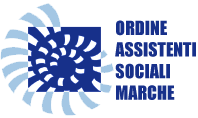 ORDINE
ASSISTENTI
SOCIALI
MARCHE